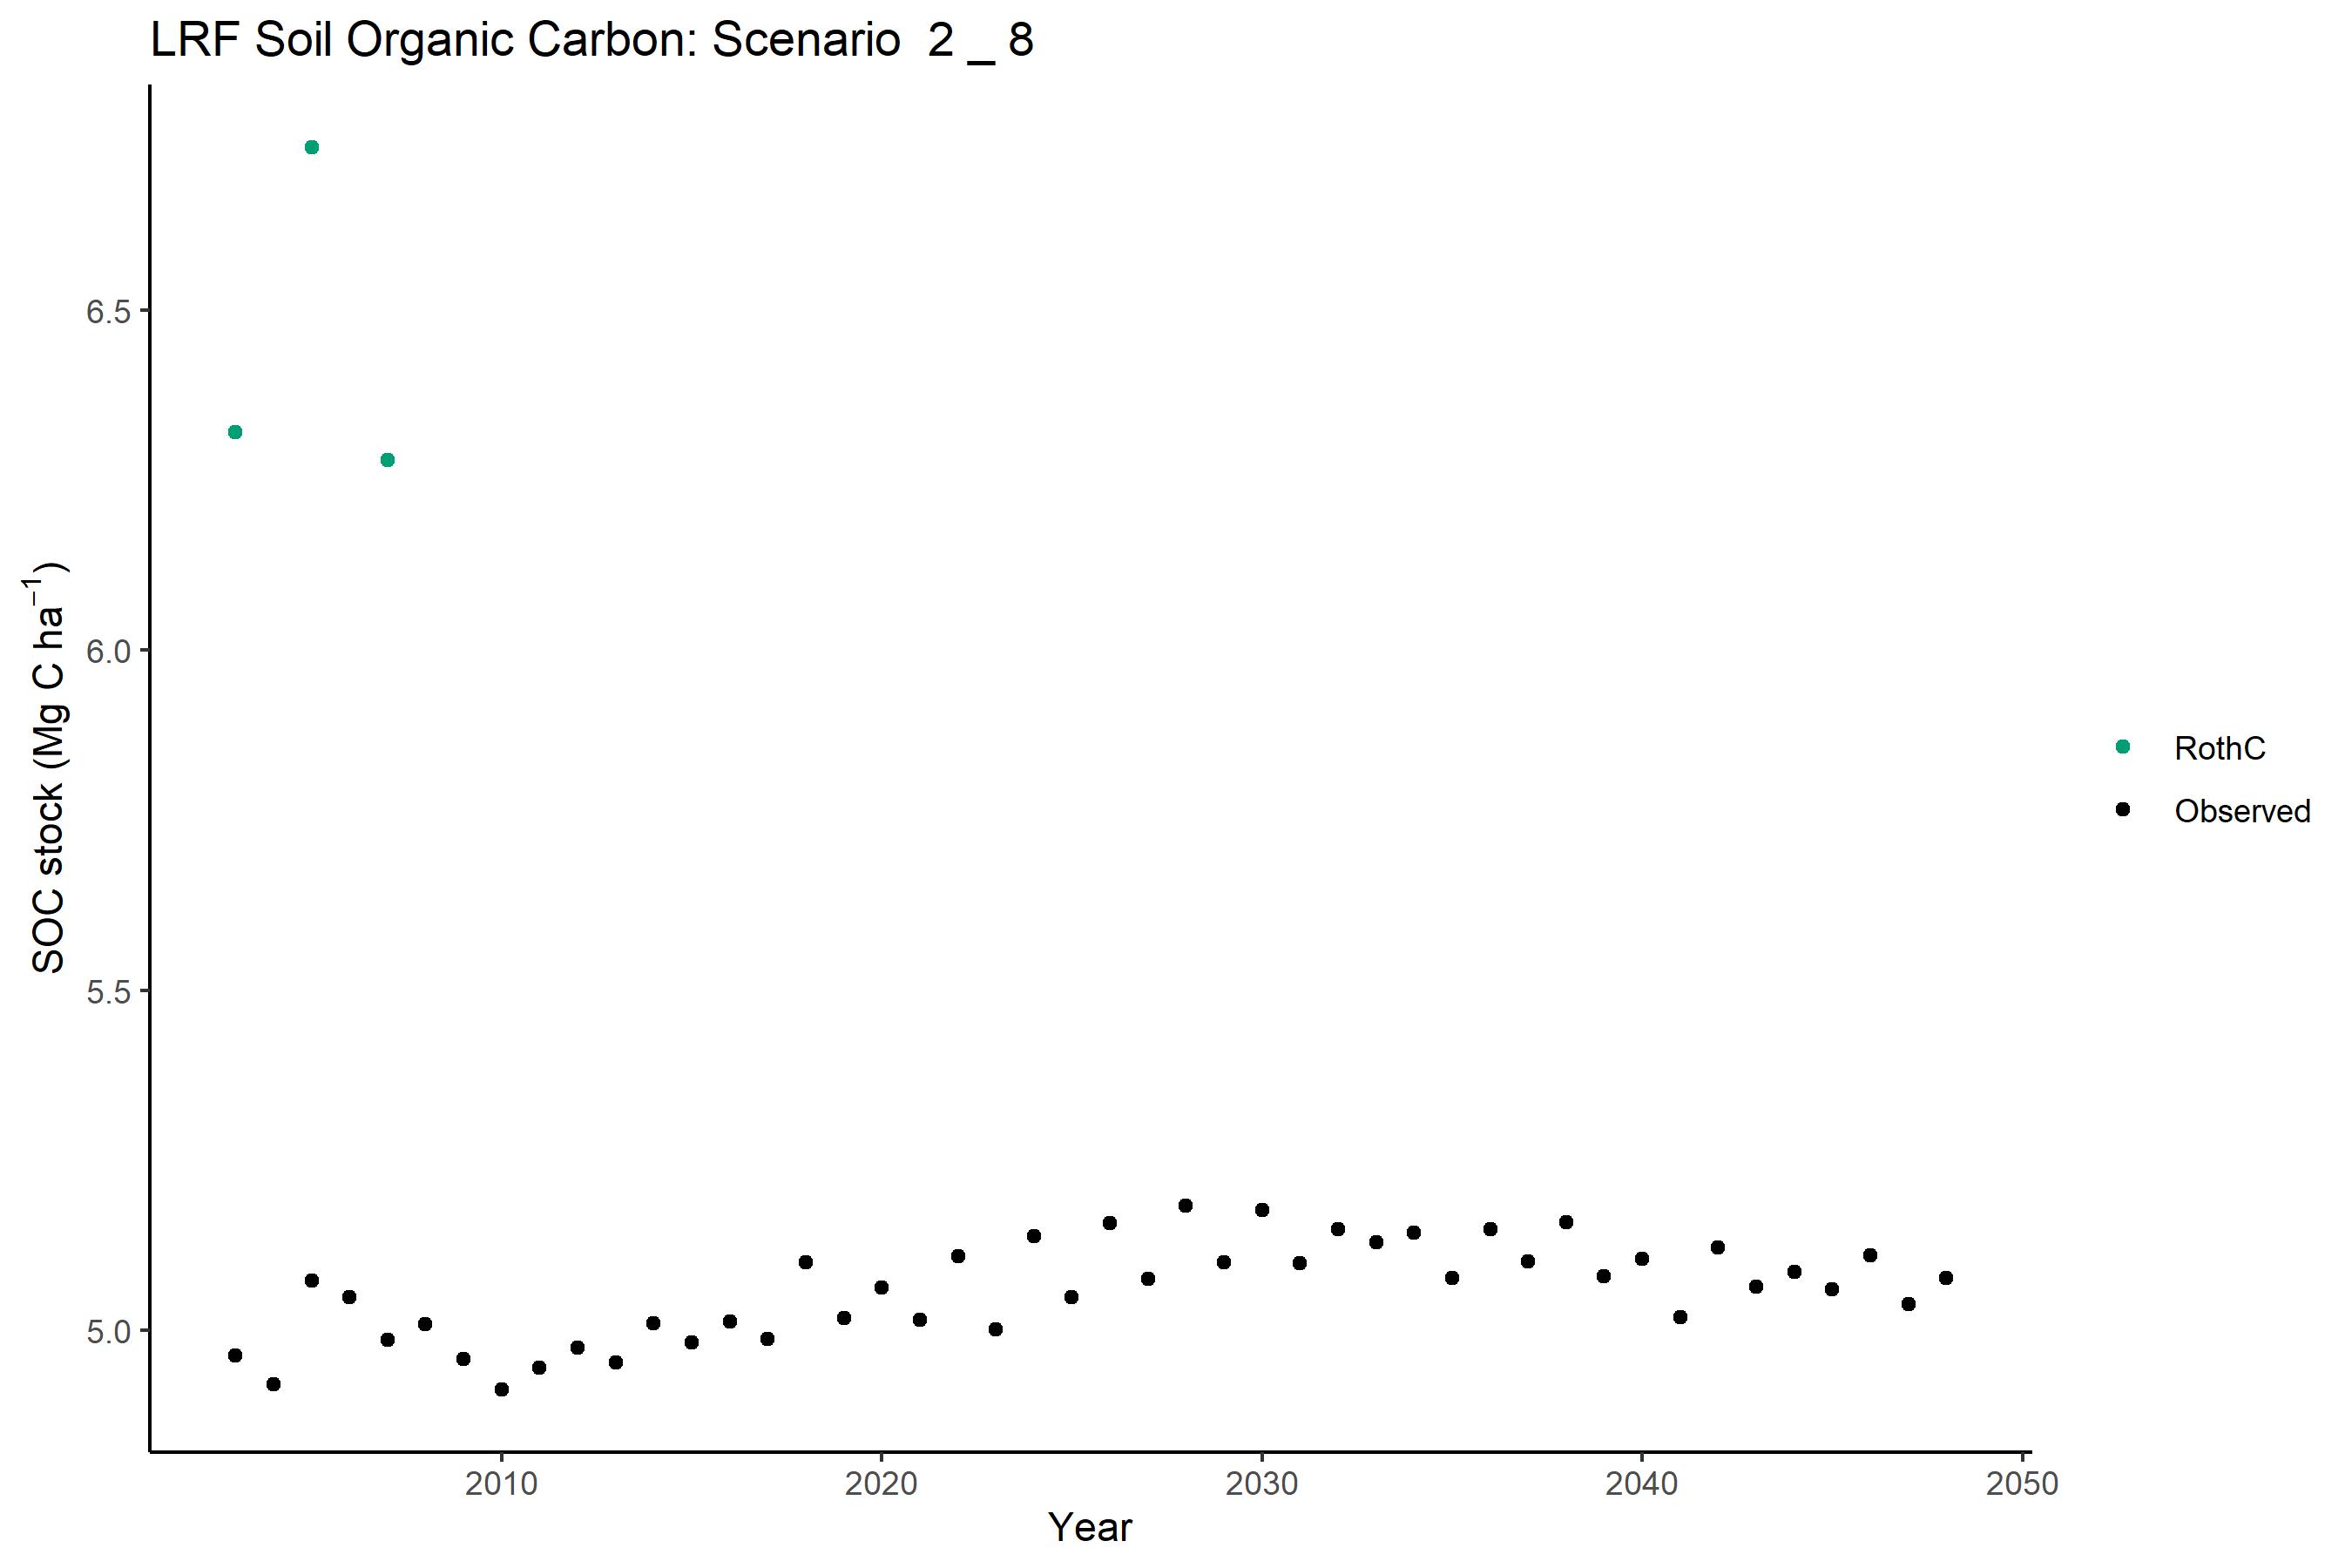 LRF Soil Organic Carbon: Scenario  2 _ 8
6.5
6.0
5.5
5.0
SOC stock (Mg C ha⁻¹)
2010 2020 2030 2040 2050
Year
RothC
Observed